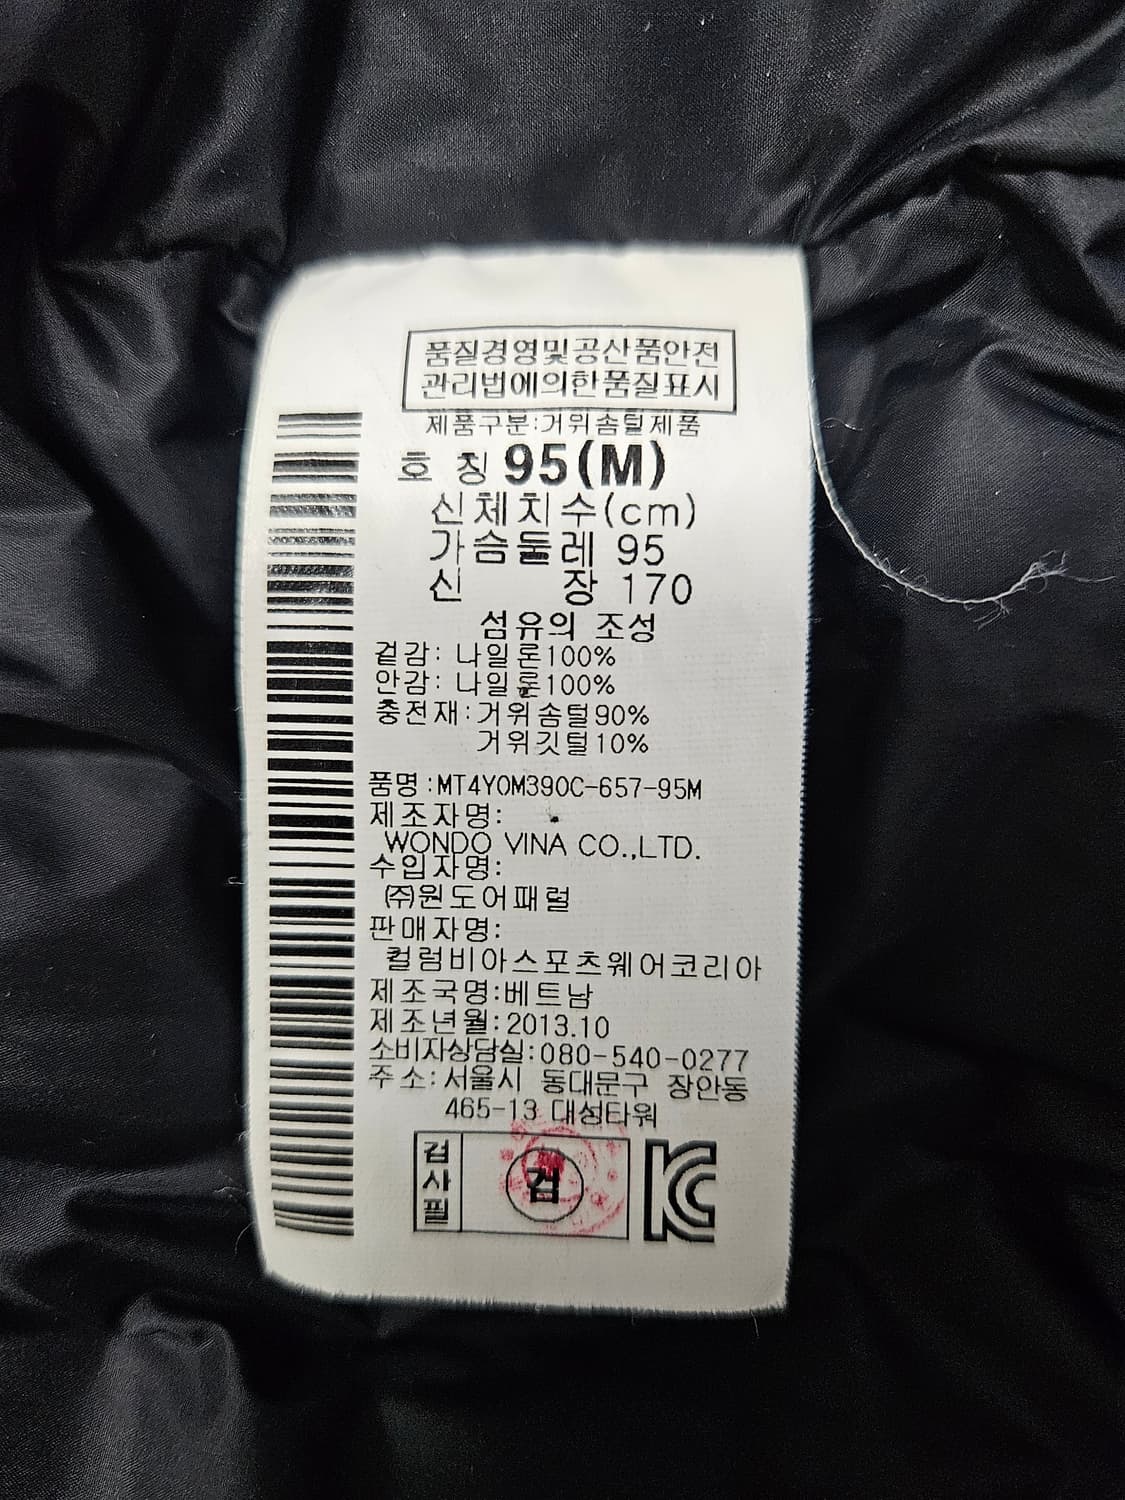 품질경영및공산품안전
관리법에의한품질표시
제품구분:거위솜털제품
호 칭 95(M)
신체치수(cm)
가슴둘레 95
신 장 170
섬유의 조성
겉감: 나일론100%
안감: 나일론100%
충전재:거위솜털90%
거위깃털10%
품명:MT4YOM390C-657-95M
제조자명:
WONDO VINA CO.,LTD.
수입자명:
㈜원도어패럴
판매자명:
컬럼비아스포츠웨어코리아
제조국명:베트남
제조년월:2013.10
소비자상담실:080-540-0277
주소:서울시 동대문구 장안동
465-13 대성타워
검사필
검
KC